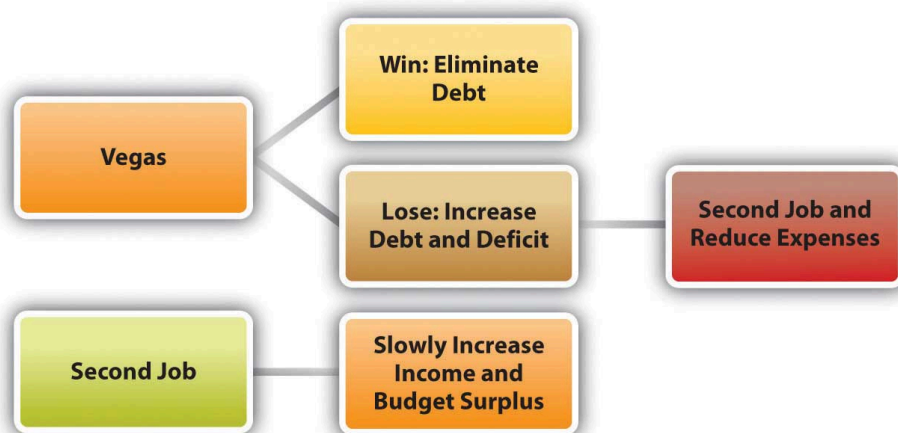 Win: Eliminate
Debt
Vegas
Lose: Increase
Debt and Deficit
Second Job and
Reduce Expenses
Second Job
Slowly Increase
Income and
Budget Surplus